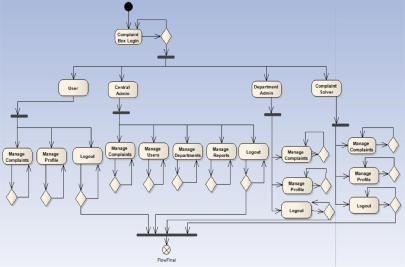 Complaint
Box Login
User
Central
Admin
Department
Admin
Complaint
Solver
Manage
Complaints
Manage
Profile
Logout
Manage
Complaints
Manage
Users
Manage
Departments
Manage
Reports
Logout
Manage
Complaints
Manage
Profile
Logout
Manage
Complaints
Manage
Profile
Logout
FlowFinal